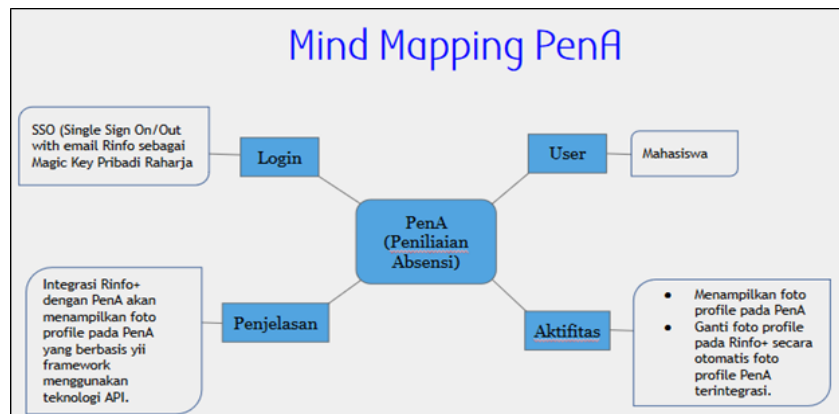 Mind Mapping PenA
SSO (Single Sign On/Out
with email Rinfo sebagai
Magic Key Pribadi Raharja
Login
User
Mahasiswa
PenA
(Peniliaian
Absensi)
Integrasi Rinfo+
dengan PenA akan
menampilkan foto
profile pada PenA
yang berbasis yii
framework
menggunakan
teknologi API.
Penjelasan
Aktifitas
● Menampilkan foto
profile pada PenA
● Ganti foto profile
pada Rinfo+ secara
otomatis foto
profile PenA
terintegrasi.